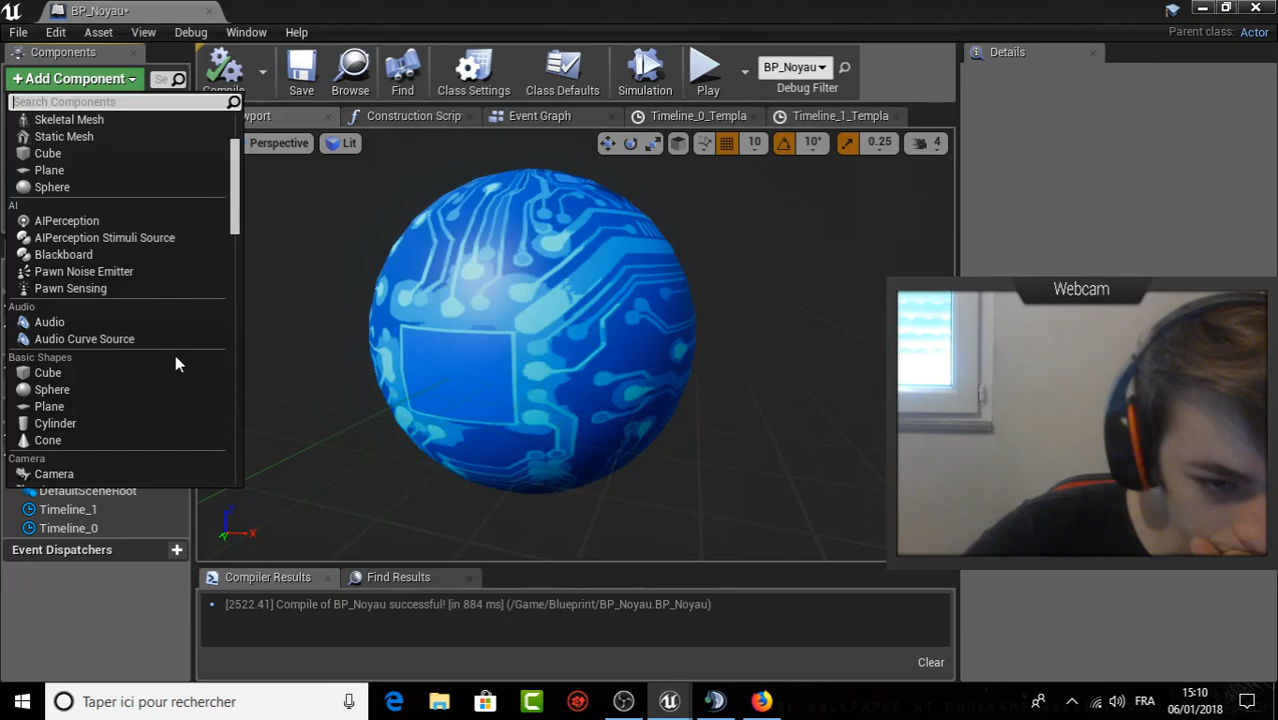 BP_Noyau*
File Edit Asset View Debug Window Help
Parent class: Actor
Components
+Add Component
Se
Compile
Save
Browse
Find
Class Settings
Class Defaults
Simulation
Play
BP_Noyau
Debug Filter
Details
Search Components
Construction Scrip
Event Graph
Timeline_0_Templa
Timeline_1_Templa
Perspective
Lit
10
10°
0.25
4
Skeletal Mesh
Static Mesh
Cube
Plane
Sphere
AI
AIPerception
AIPerception Stimuli Source
Blackboard
Pawn Noise Emitter
Pawn Sensing
Audio
Audio
Audio Curve Source
Basic Shapes
Cube
Sphere
Plane
Cylinder
Cone
Camera
Camera
DefaultSceneRoot
Timeline_1
Timeline_0
Event Dispatchers
Webcam
Z
X
Compiler Results
Find Results
[2522.41] Compile of BP_Noyau successful! [in 884 ms] (/Game/Blueprint/BP_Noyau.BP_Noyau)
Clear
Taper ici pour rechercher
FRA
15:10
06/01/2018